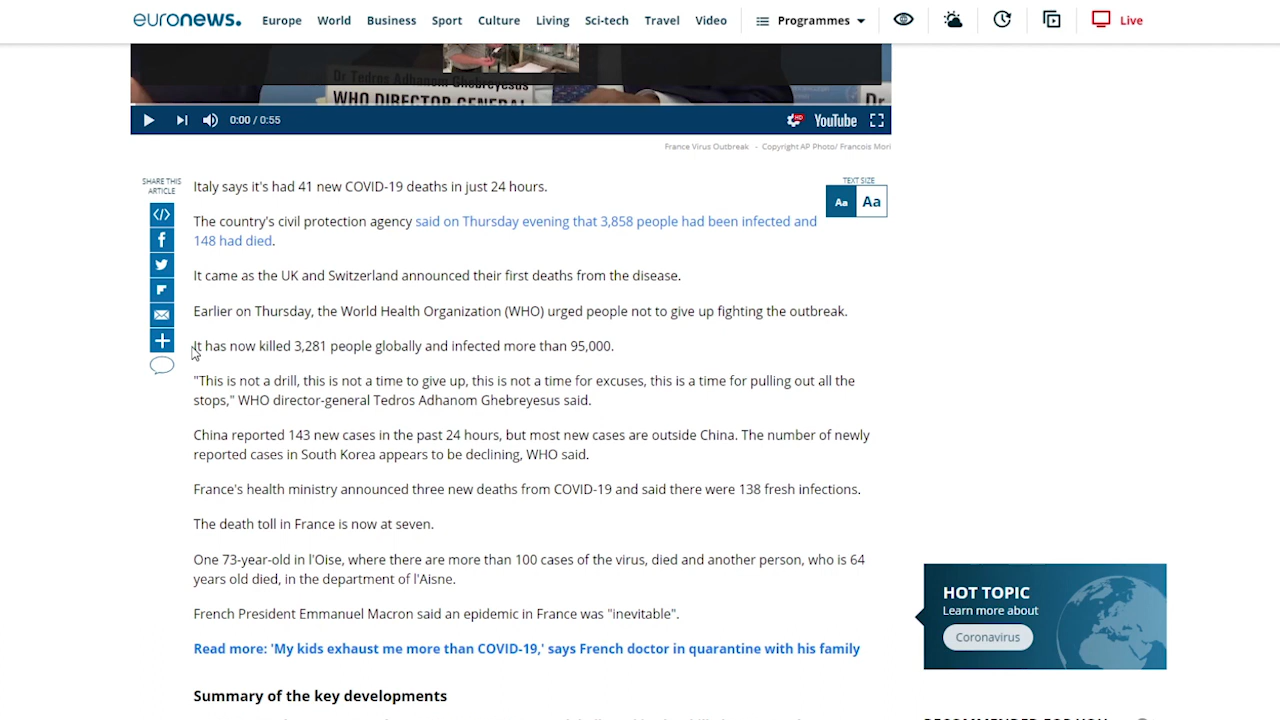 euronews.
Europe World Business Sport Culture Living Sci-tech Travel Video Programmes Live
Dr Tedros Adhanom Ghebreyesus
WHO DIRECTOR GENERAL
Dr
0:00 / 0:55 HD YouTube
France Virus Outbreak - Copyright AP Photo/ Francois Mori
SHARE THIS
ARTICLE
TEXT SIZE
Aa Aa
Italy says it's had 41 new COVID-19 deaths in just 24 hours.
The country's civil protection agency said on Thursday evening that 3,858 people had been infected and
148 had died.
It came as the UK and Switzerland announced their first deaths from the disease.
Earlier on Thursday, the World Health Organization (WHO) urged people not to give up fighting the outbreak.
It has now killed 3,281 people globally and infected more than 95,000.
"This is not a drill, this is not a time to give up, this is not a time for excuses, this is a time for pulling out all the
stops," WHO director-general Tedros Adhanom Ghebreyesus said.
China reported 143 new cases in the past 24 hours, but most new cases are outside China. The number of newly
reported cases in South Korea appears to be declining, WHO said.
France's health ministry announced three new deaths from COVID-19 and said there were 138 fresh infections.
The death toll in France is now at seven.
One 73-year-old in l'Oise, where there are more than 100 cases of the virus, died and another person, who is 64
years old died, in the department of l'Aisne.
French President Emmanuel Macron said an epidemic in France was "inevitable".
Read more: 'My kids exhaust me more than COVID-19,' says French doctor in quarantine with his family
Summary of the key developments
HOT TOPIC
Learn more about
Coronavirus
RECOMMENDED FOR YOU